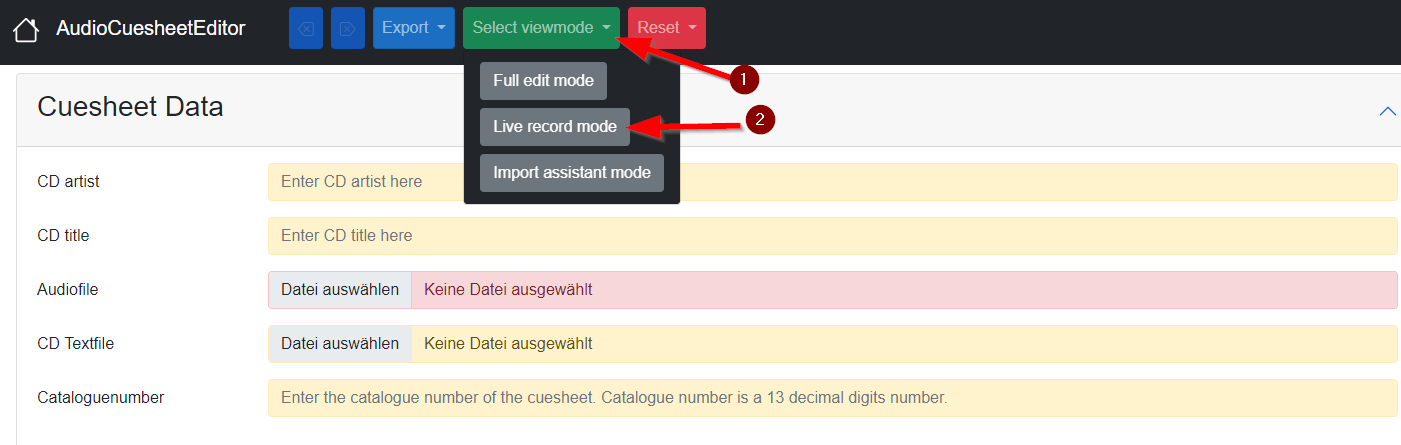 AudioCuesheetEditor Export Select viewmode Reset
1
Full edit mode
Cuesheet Data
Live record mode
2
Import assistant mode
CD artist Enter CD artist here
CD title Enter CD title here
Audiofile Datei auswählen Keine Datei ausgewählt
CD Textfile Datei auswählen Keine Datei ausgewählt
Cataloguenumber Enter the catalogue number of the cuesheet. Catalogue number is a 13 decimal digits number.